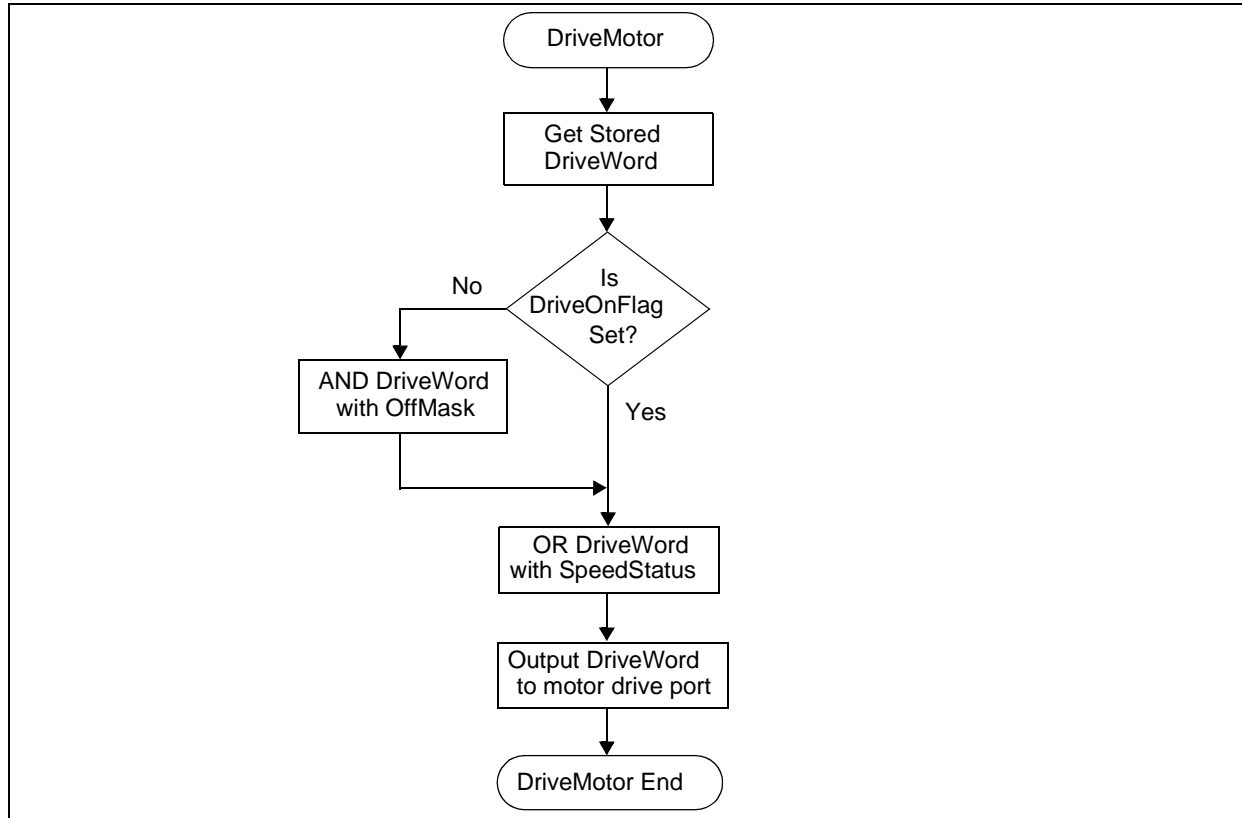 DriveMotor
Get Stored
DriveWord
Is
DriveOnFlag
Set?
No
AND DriveWord
with OffMask
Yes
OR DriveWord
with SpeedStatus
Output DriveWord
to motor drive port
DriveMotor End